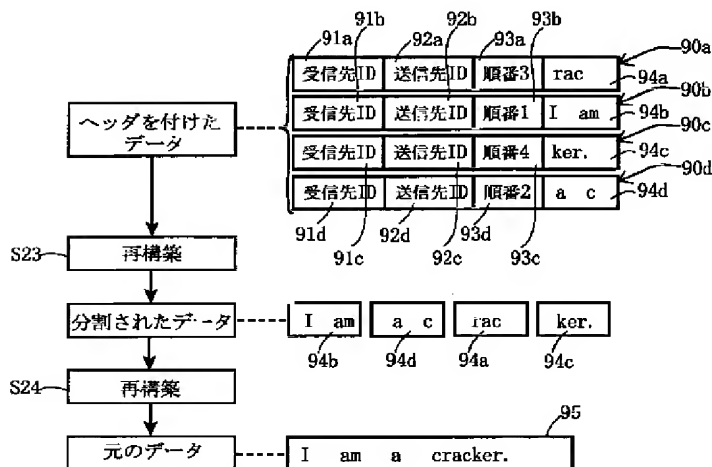 91b 92b 93b
91a 92a 93a 90a
受信先ID 送信先ID 順番3 rac 94a
90b
受信先ID 送信先ID 順番1 I am 94b
90c
受信先ID 送信先ID 順番4 ker. 94c
90d
受信先ID 送信先ID 順番2 a c 94d
ヘッダを付けた
データ
91d 92d 93d
91c 92c 93c
S23 再構築
分割されたデータ I am a c rac ker.
94b 94d 94a 94c
S24 再構築
95
元のデータ I am a cracker.